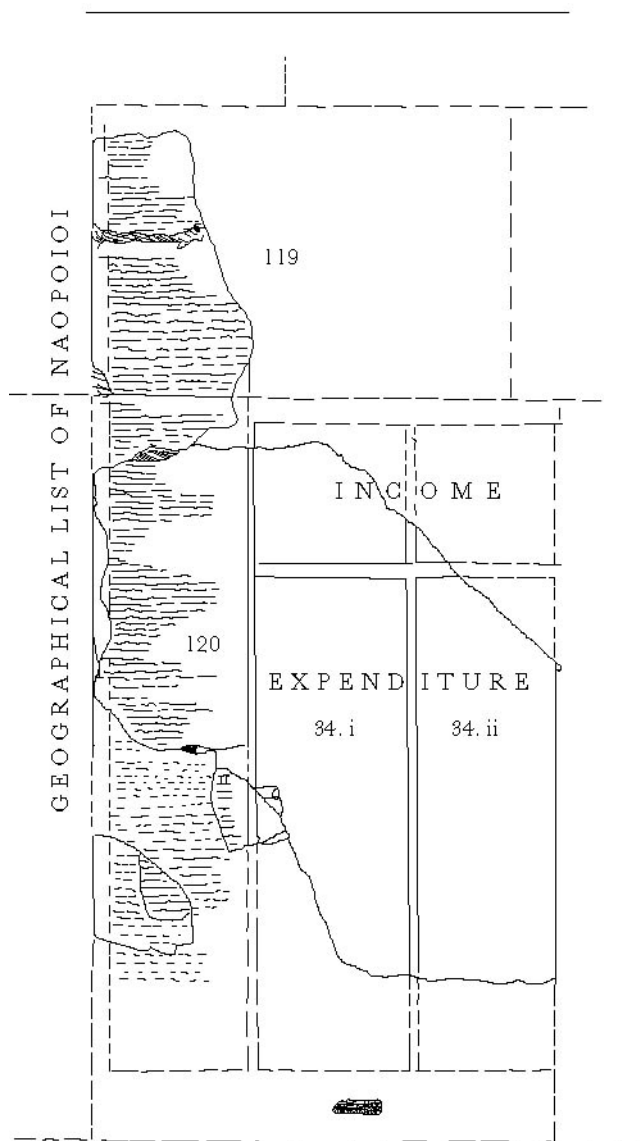 GEOGRAPHICAL LIST OF NAOPOIOI
119
INCOME
120
EXPENDITURE
34. i
34. ii